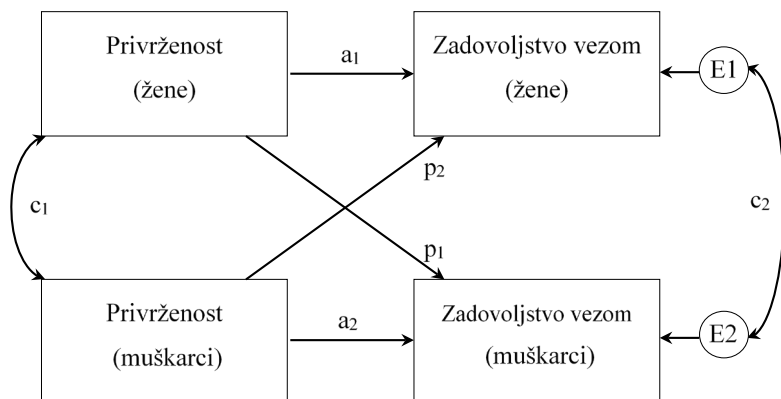 Privrženost
(žene)
a1
Zadovoljstvo vezom
(žene)
E1
c1
p2
p1
c2
Privrženost
(muškarci)
a2
Zadovoljstvo vezom
(muškarci)
E2